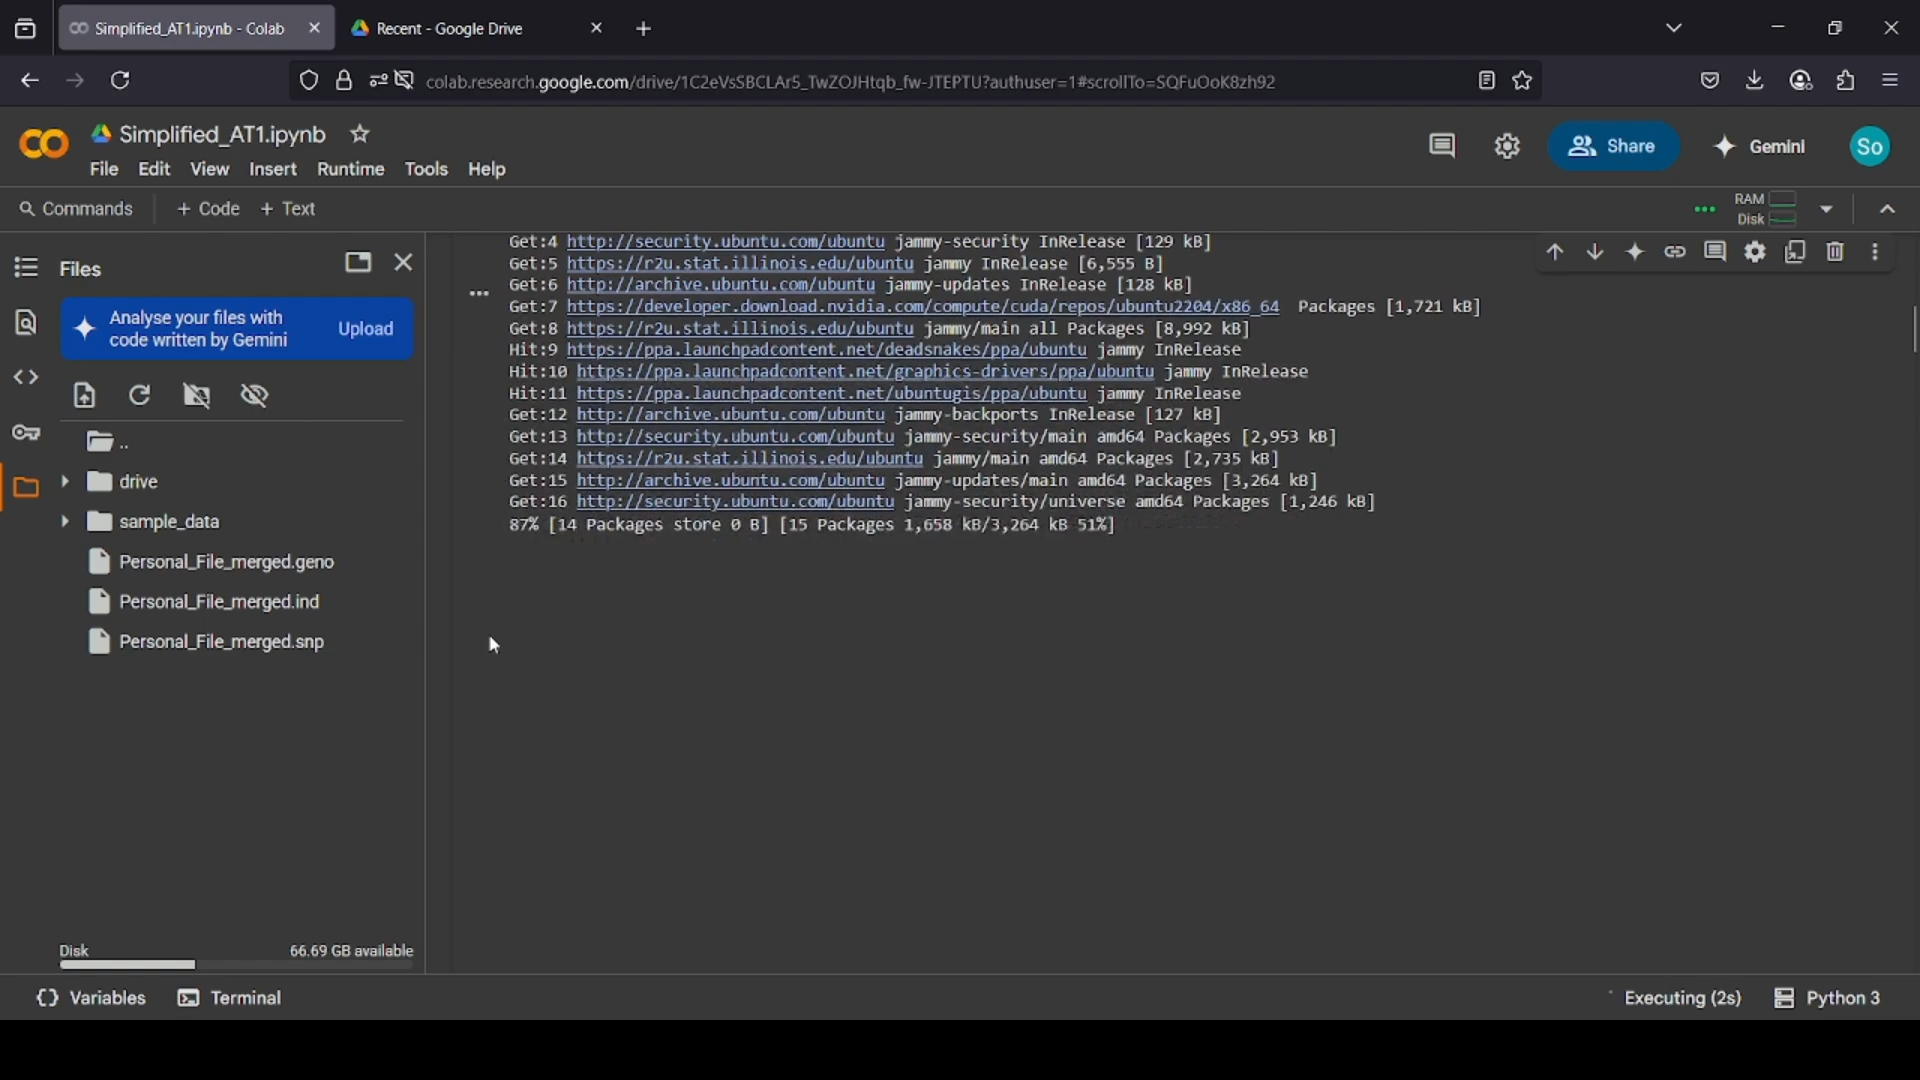 Simplified_AT1.ipynb - Colab
Recent - Google Drive
colab.research.google.com/drive/1C2eVsSBCLAr5_TwZOJHtqb_fw-JTEPTU?authuser=1#scrollTo=SQFuOoK8zh92
CO Simplified_AT1.ipynb
File Edit View Insert Runtime Tools Help
Share
Gemini
So
Commands + Code + Text
RAM
Disk
Files
Analyse your files with
code written by Gemini
Upload
..
drive
sample_data
Personal_File_merged.geno
Personal_File_merged.ind
Personal_File_merged.snp
Disk 66.69 GB available
Get:4 http://security.ubuntu.com/ubuntu jammy-security InRelease [129 kB]
Get:5 https://r2u.stat.illinois.edu/ubuntu jammy InRelease [6,555 B]
Get:6 http://archive.ubuntu.com/ubuntu jammy-updates InRelease [128 kB]
Get:7 https://developer.download.nvidia.com/compute/cuda/repos/ubuntu2204/x86_64  Packages [1,721 kB]
Get:8 https://r2u.stat.illinois.edu/ubuntu jammy/main all Packages [8,992 kB]
Hit:9 https://ppa.launchpadcontent.net/deadsnakes/ppa/ubuntu jammy InRelease
Hit:10 https://ppa.launchpadcontent.net/graphics-drivers/ppa/ubuntu jammy InRelease
Hit:11 https://ppa.launchpadcontent.net/ubuntugis/ppa/ubuntu jammy InRelease
Get:12 http://archive.ubuntu.com/ubuntu jammy-backports InRelease [127 kB]
Get:13 http://security.ubuntu.com/ubuntu jammy-security/main amd64 Packages [2,953 kB]
Get:14 https://r2u.stat.illinois.edu/ubuntu jammy/main amd64 Packages [2,735 kB]
Get:15 http://archive.ubuntu.com/ubuntu jammy-updates/main amd64 Packages [3,264 kB]
Get:16 http://security.ubuntu.com/ubuntu jammy-security/universe amd64 Packages [1,246 kB]
87% [14 Packages store 0 B] [15 Packages 1,658 kB/3,264 kB 51%]
Variables Terminal
Executing (2s) Python 3